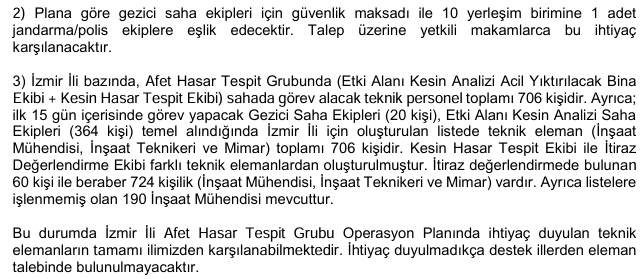 2) Plana göre gezici saha ekipleri için güvenlik maksadı ile 10 yerleşim birimine 1 adet
jandarma/polis ekiplere eşlik edecektir. Talep üzerine yetkili makamlarca bu ihtiyaç
karşılanacaktır.
3) İzmir İli bazında, Afet Hasar Tespit Grubunda (Etki Alanı Kesin Analizi Acil Yıktırılacak Bina
Ekibi + Kesin Hasar Tespit Ekibi) sahada görev alacak teknik personel toplamı 706 kişidir. Ayrıca;
ilk 15 gün içerisinde görev yapacak Gezici Saha Ekipleri (20 kişi), Etki Alanı Kesin Analizi Saha
Ekipleri (364 kişi) temel alındığında İzmir İli için oluşturulan listede teknik eleman (İnşaat
Mühendisi, İnşaat Teknikeri ve Mimar) toplamı 706 kişidir. Kesin Hasar Tespit Ekibi ile İtiraz
Değerlendirme Ekibi farklı teknik elemanlardan oluşturulmuştur. İtiraz değerlendirmede bulunan
60 kişi ile beraber 724 kişilik (İnşaat Mühendisi, İnşaat Teknikeri ve Mimar) vardır. Ayrıca listelere
işlenmemiş olan 190 İnşaat Mühendisi mevcuttur.
Bu durumda İzmir İli Afet Hasar Tespit Grubu Operasyon Planında ihtiyaç duyulan teknik
elemanların tamamı ilimizden karşılanabilmektedir. İhtiyaç duyulmadıkça destek illerden eleman
talebinde bulunulmayacaktır.